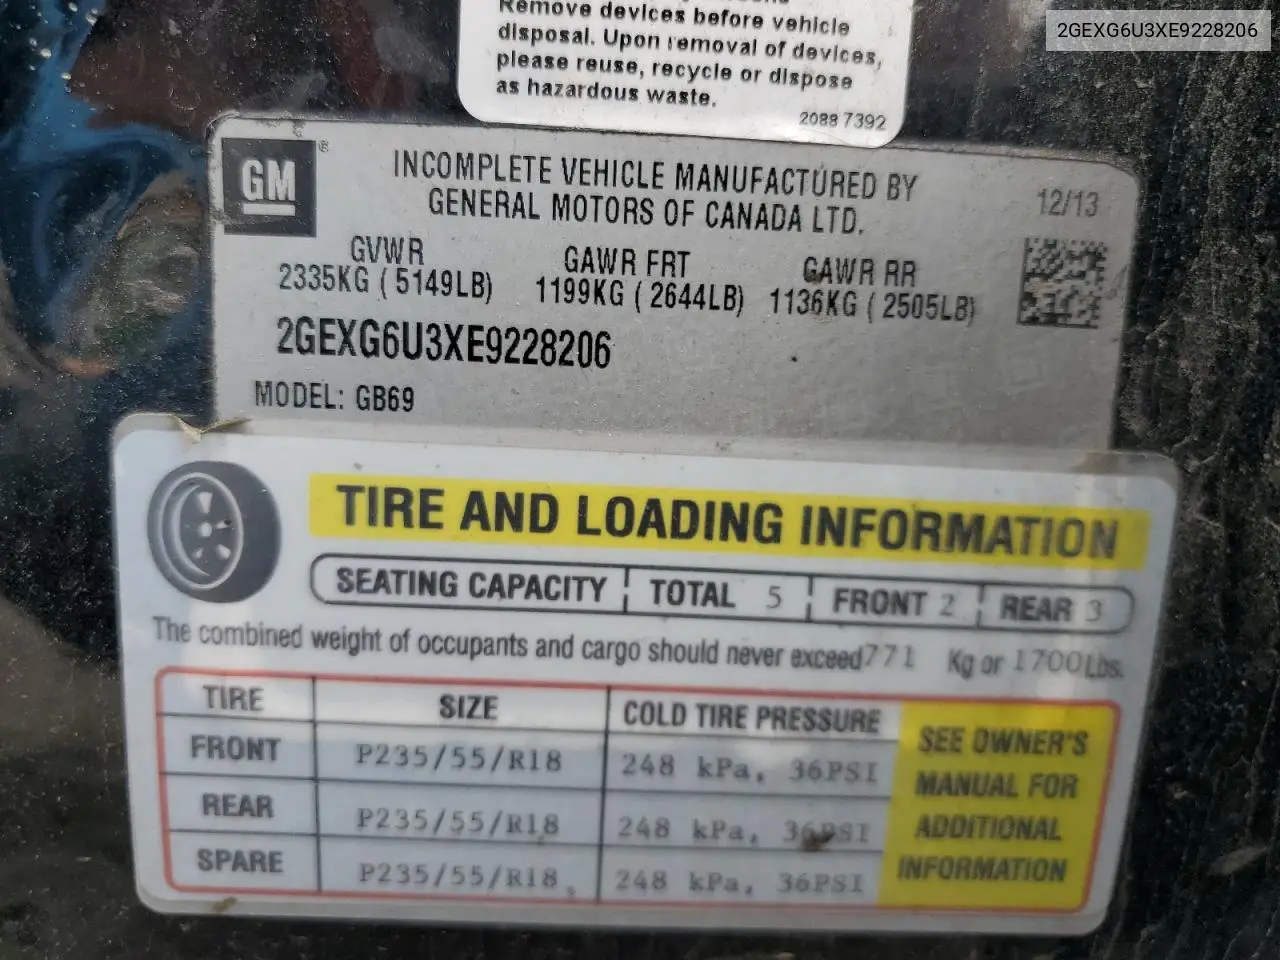 2GEXG6U3XE9228206
Remove devices before vehicle
disposal. Upon removal of devices,
please reuse, recycle or dispose
as hazardous waste.
2088 7392
GM ®
INCOMPLETE VEHICLE MANUFACTURED BY
GENERAL MOTORS OF CANADA LTD.
12/13
GVWR GAWR FRT GAWR RR
2335KG (5149LB) 1199KG (2644LB) 1136KG (2505LB)
2GEXG6U3XE9228206
MODEL: GB69
TIRE AND LOADING INFORMATION
SEATING CAPACITY TOTAL 5 FRONT 2 REAR 3
The combined weight of occupants and cargo should never exceed 771 Kg or 1700 Lbs.
TIRE SIZE COLD TIRE PRESSURE
FRONT P235/55/R18 248 kPa, 36PSI
REAR P235/55/R18 248 kPa, 36PSI
SPARE P235/55/R18 248 kPa, 36PSI
SEE OWNER'S
MANUAL FOR
ADDITIONAL
INFORMATION